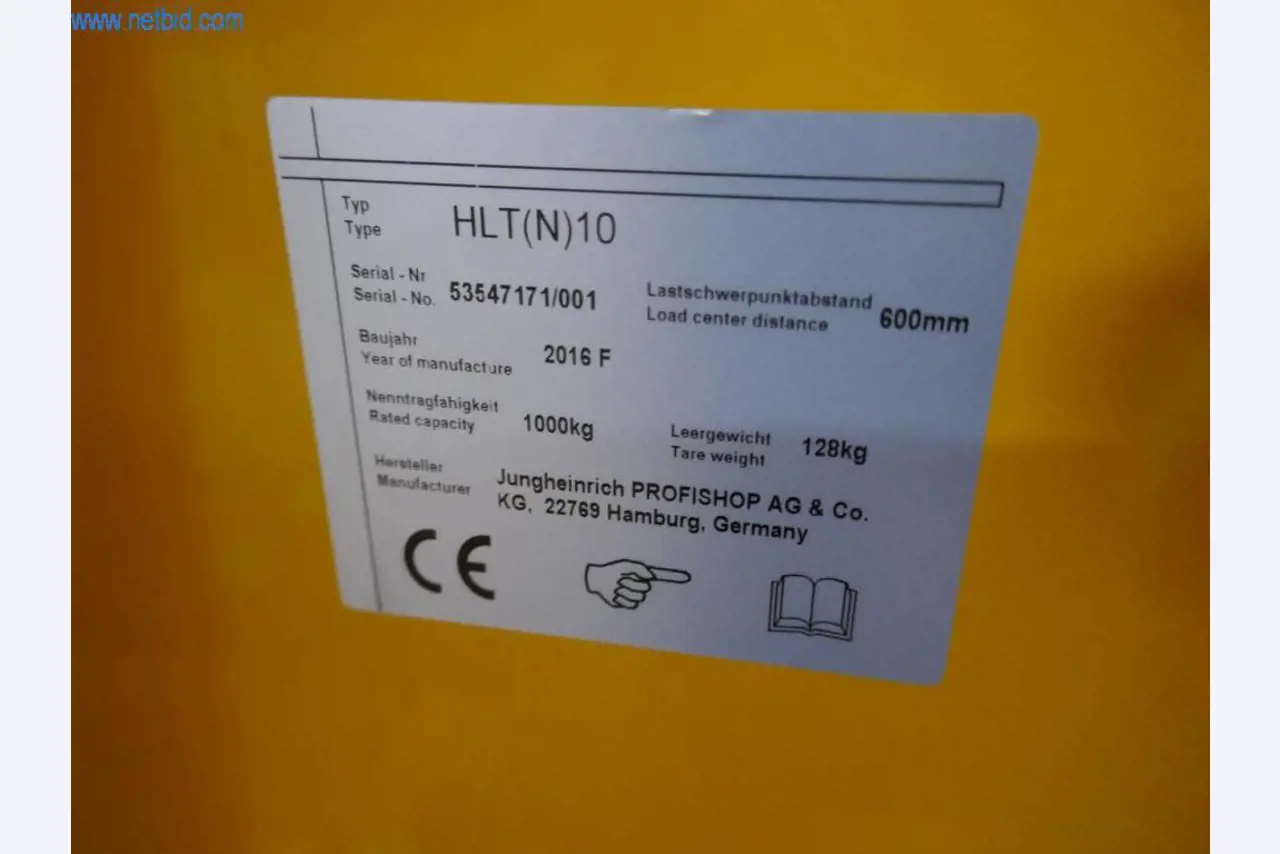 www.netbid.com
Typ
Type
HLT(N)10
Serial - Nr
Serial - No.
53547171/001
Lastschwerpunktabstand
Load center distance
600mm
Baujahr
Year of manufacture
2016 F
Nenntragfahigkeit
Rated capacity
1000kg
Leergewicht
Tare weight
128kg
Hersteller
Manufacturer
Jungheinrich PROFISHOP AG & Co.
KG, 22769 Hamburg, Germany
CE